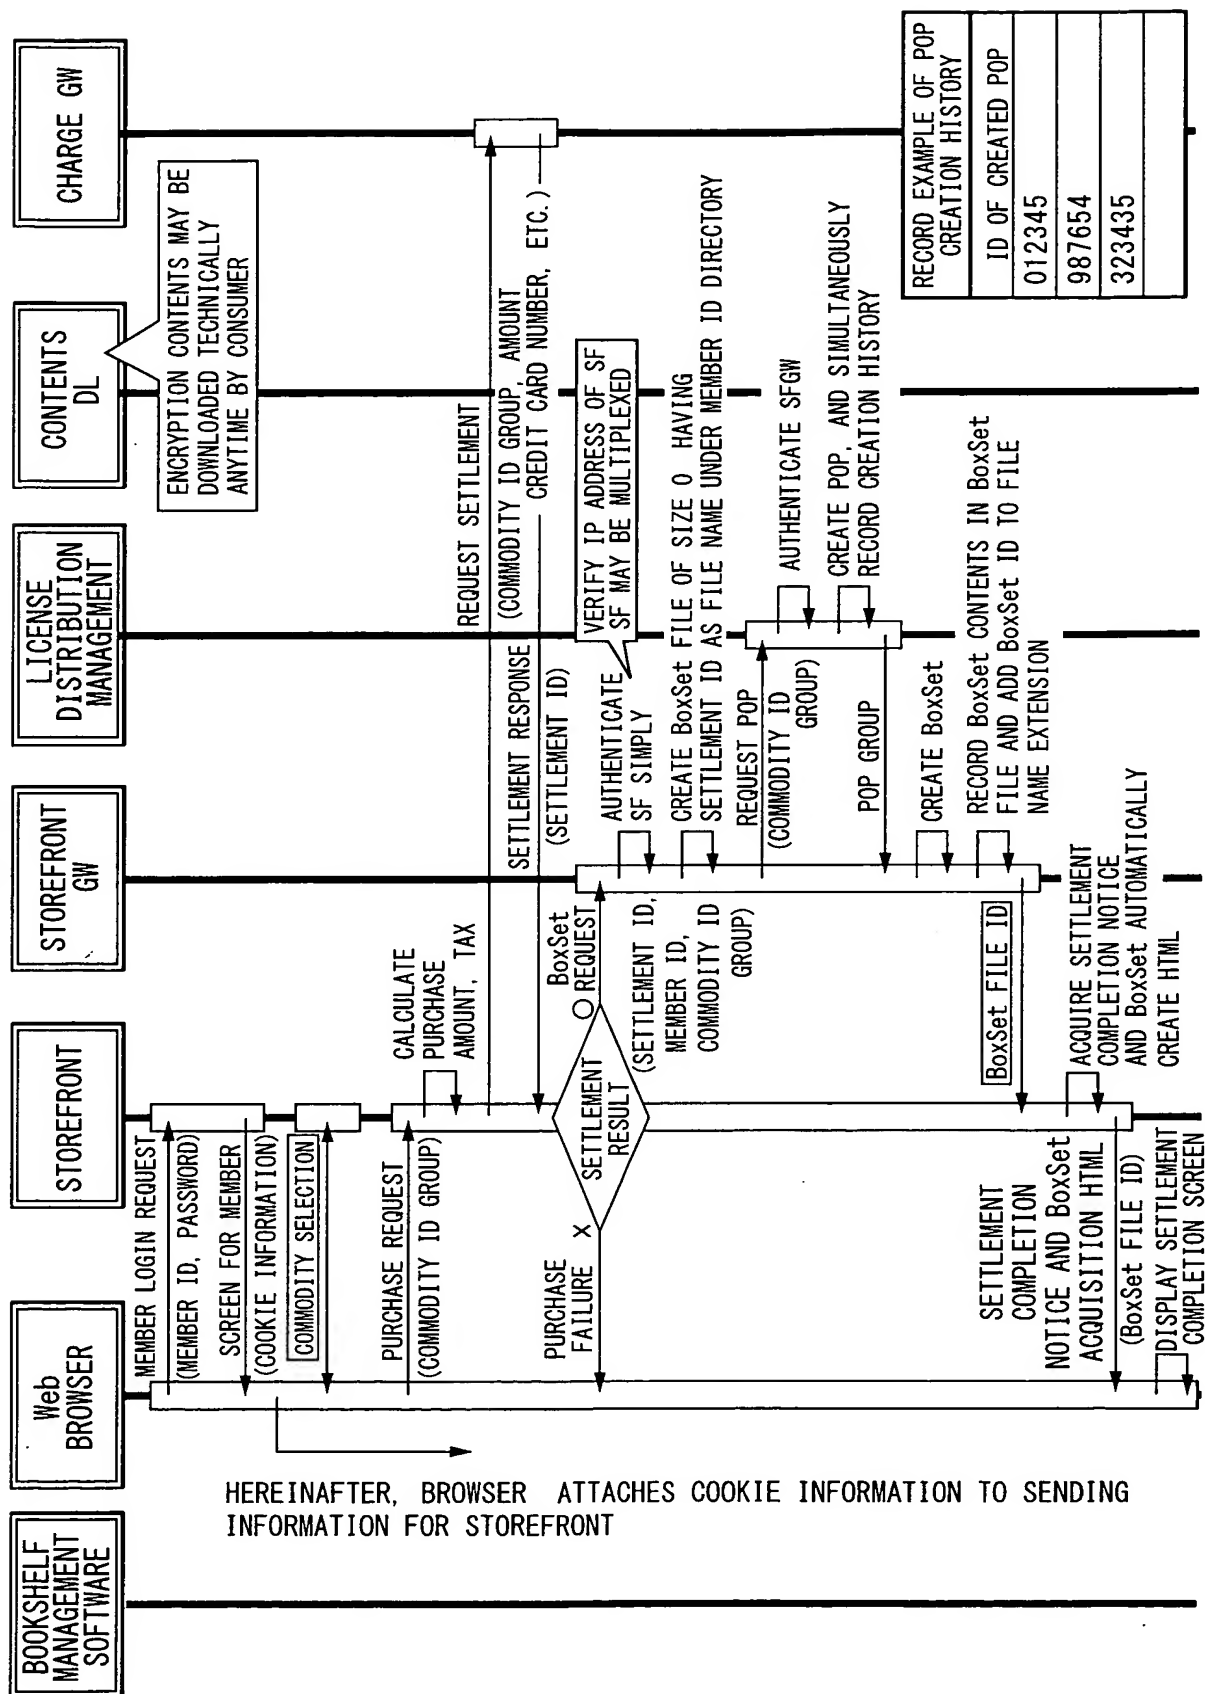 BOOKSHELF
MANAGEMENT
SOFTWARE
Web
BROWSER
STOREFRONT
STOREFRONT
GW
LICENSE
DISTRIBUTION
MANAGEMENT
CONTENTS
DL
CHARGE GW
ENCRYPTION CONTENTS MAY BE
DOWNLOADED TECHNICALLY
ANYTIME BY CONSUMER
MEMBER LOGIN REQUEST
(MEMBER ID, PASSWORD)
SCREEN FOR MEMBER
(COOKIE INFORMATION)
COMMODITY SELECTION
HEREINAFTER, BROWSER ATTACHES COOKIE INFORMATION TO SENDING
INFORMATION FOR STOREFRONT
PURCHASE REQUEST
(COMMODITY ID GROUP)
CALCULATE
PURCHASE
AMOUNT, TAX
REQUEST SETTLEMENT
(COMMODITY ID GROUP, AMOUNT
CREDIT CARD NUMBER, ETC.)
SETTLEMENT RESPONSE
(SETTLEMENT ID)
SETTLEMENT
RESULT
PURCHASE
FAILURE
X
O
BoxSet
REQUEST
(SETTLEMENT ID,
MEMBER ID,
COMMODITY ID
GROUP)
VERIFY IP ADDRESS OF SF
SF MAY BE MULTIPLEXED
AUTHENTICATE
SF SIMPLY
CREATE BoxSet FILE OF SIZE 0 HAVING
SETTLEMENT ID AS FILE NAME UNDER MEMBER ID DIRECTORY
REQUEST POP
(COMMODITY ID
GROUP)
AUTHENTICATE SFGW
CREATE POP, AND SIMULTANEOUSLY
RECORD CREATION HISTORY
POP GROUP
CREATE BoxSet
RECORD BoxSet CONTENTS IN BoxSet
FILE AND ADD BoxSet ID TO FILE
NAME EXTENSION
BoxSet FILE ID
ACQUIRE SETTLEMENT
COMPLETION NOTICE
AND BoxSet AUTOMATICALLY
CREATE HTML
SETTLEMENT
COMPLETION
NOTICE AND BoxSet
ACQUISITION HTML
(BoxSet FILE ID)
DISPLAY SETTLEMENT
COMPLETION SCREEN
RECORD EXAMPLE OF POP
CREATION HISTORY
ID OF CREATED POP
012345
987654
323435